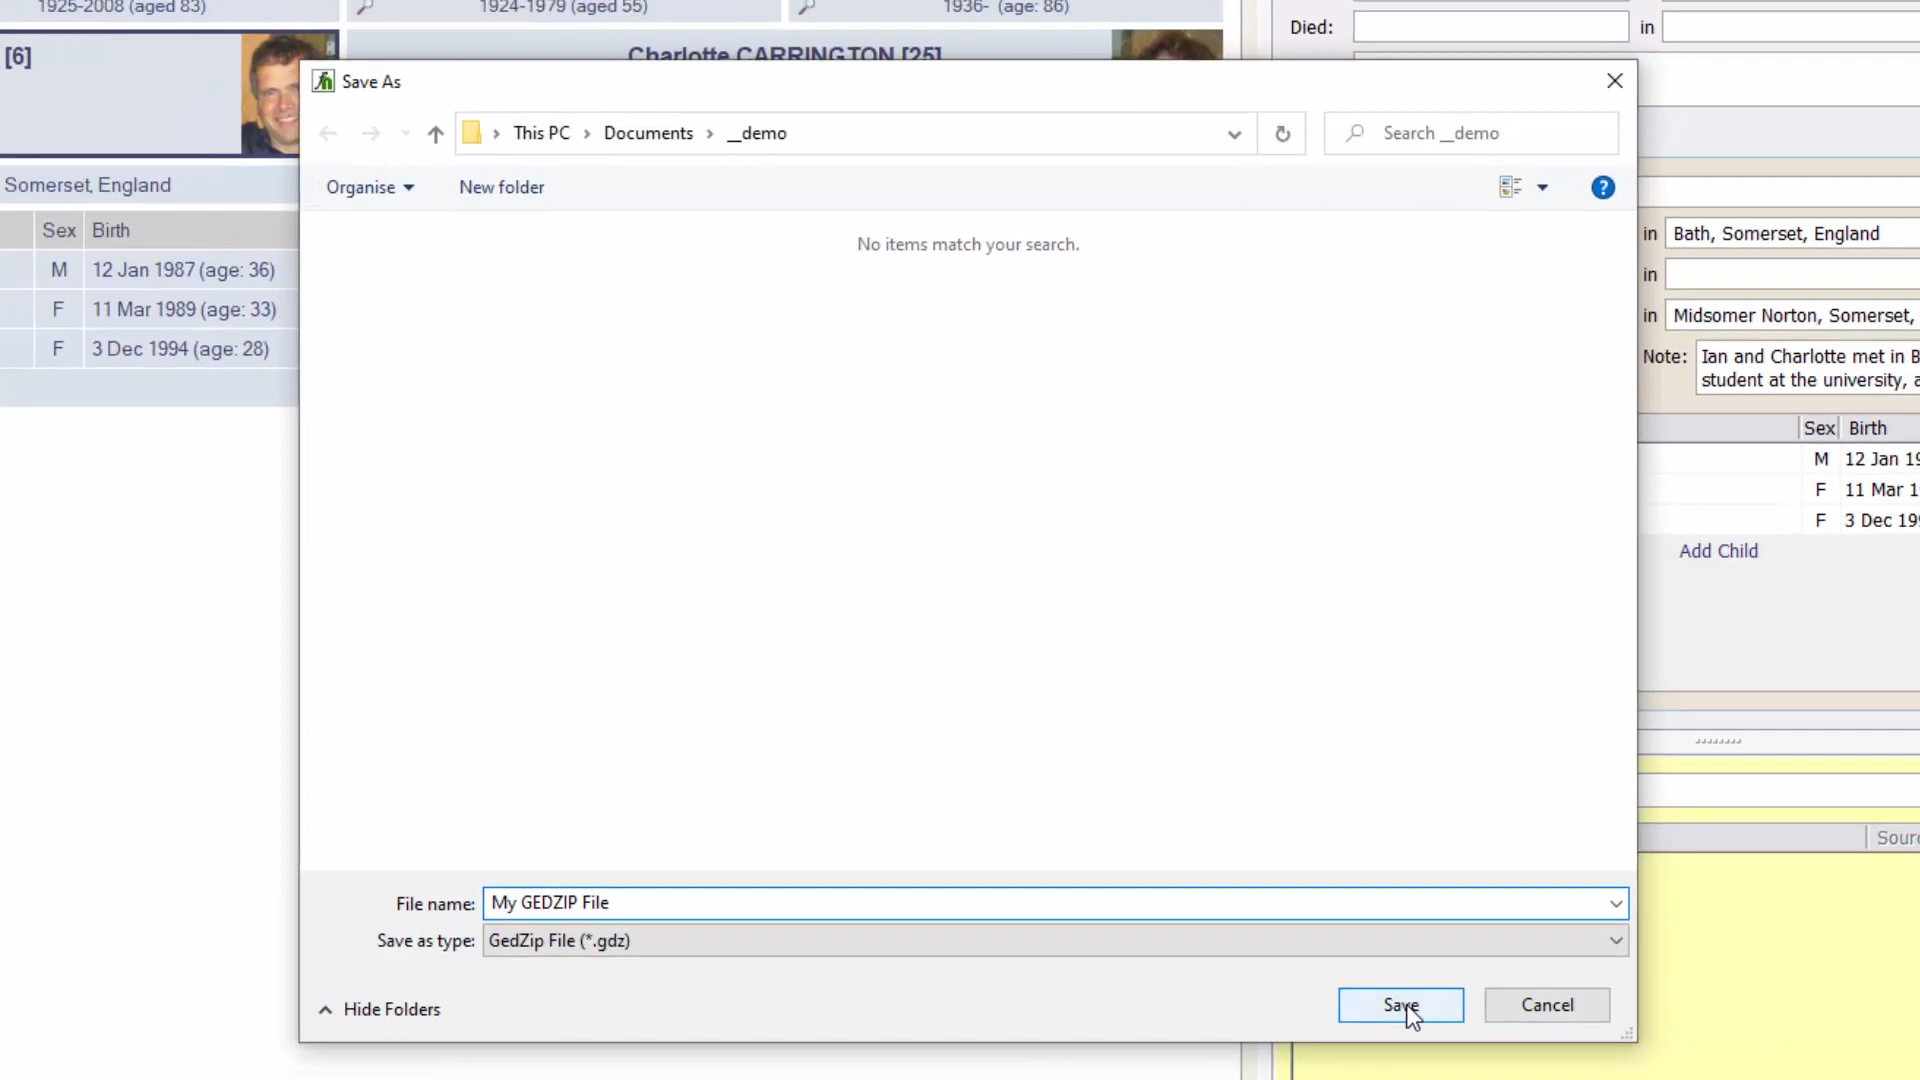 1925-2008 (aged 83)
1924-1979 (aged 55)
1936- (age: 86)
Died:
in
[6]
Charlotte CARRINGTON [25]
Save As
This PC > Documents > __demo
Search __demo
Organise
New folder
?
No items match your search.
Somerset, England
Sex Birth
M 12 Jan 1987 (age: 36)
F 11 Mar 1989 (age: 33)
F 3 Dec 1994 (age: 28)
in Bath, Somerset, England
in
in Midsomer Norton, Somerset,
Note: Ian and Charlotte met in B
student at the university, a
Sex Birth
M 12 Jan 19
F 11 Mar 1
F 3 Dec 199
Add Child
Sourc
File name: My GEDZIP File
Save as type: GedZip File (*.gdz)
Hide Folders
Save
Cancel